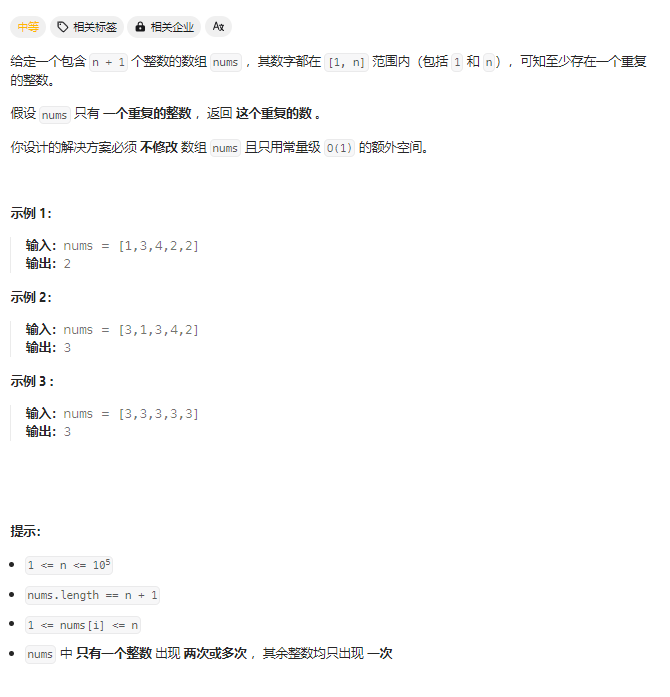 中等 相关标签 相关企业 Ax
给定一个包含 n + 1 个整数的数组 nums ，其数字都在 [1, n] 范围内（包括 1 和 n），可知至少存在一个重复
的整数。
假设 nums 只有 一个重复的整数 ，返回 这个重复的数 。
你设计的解决方案必须 不修改 数组 nums 且只用常量级 O(1) 的额外空间。
示例 1：
输入：nums = [1,3,4,2,2]
输出：2
示例 2：
输入：nums = [3,1,3,4,2]
输出：3
示例 3 :
输入：nums = [3,3,3,3,3]
输出：3
提示：
1 <= n <= 10⁵
nums.length == n + 1
1 <= nums[i] <= n
nums 中 只有一个整数 出现 两次或多次 ，其余整数均只出现 一次